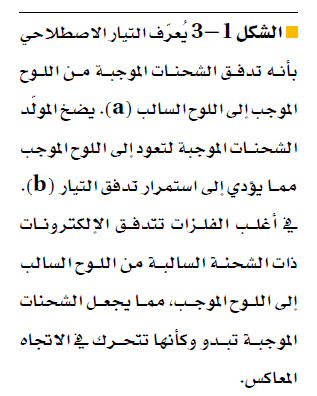 الشكل 1–3 يُعرَّف التيار الاصطلاحي
بأنه تدفق الشحنات الموجبة من اللوح
الموجب إلى اللوح السالب (a). يضخ المولّد
الشحنات الموجبة لتعود إلى اللوح الموجب
مما يؤدي إلى استمرار تدفق التيار (b).
في أغلب الفلزات تتدفق الإلكترونات
ذات الشحنة السالبة من اللوح السالب
إلى اللوح الموجب، مما يجعل الشحنات
الموجبة تبدو وكأنها تتحرك في الاتجاه
المعاكس.